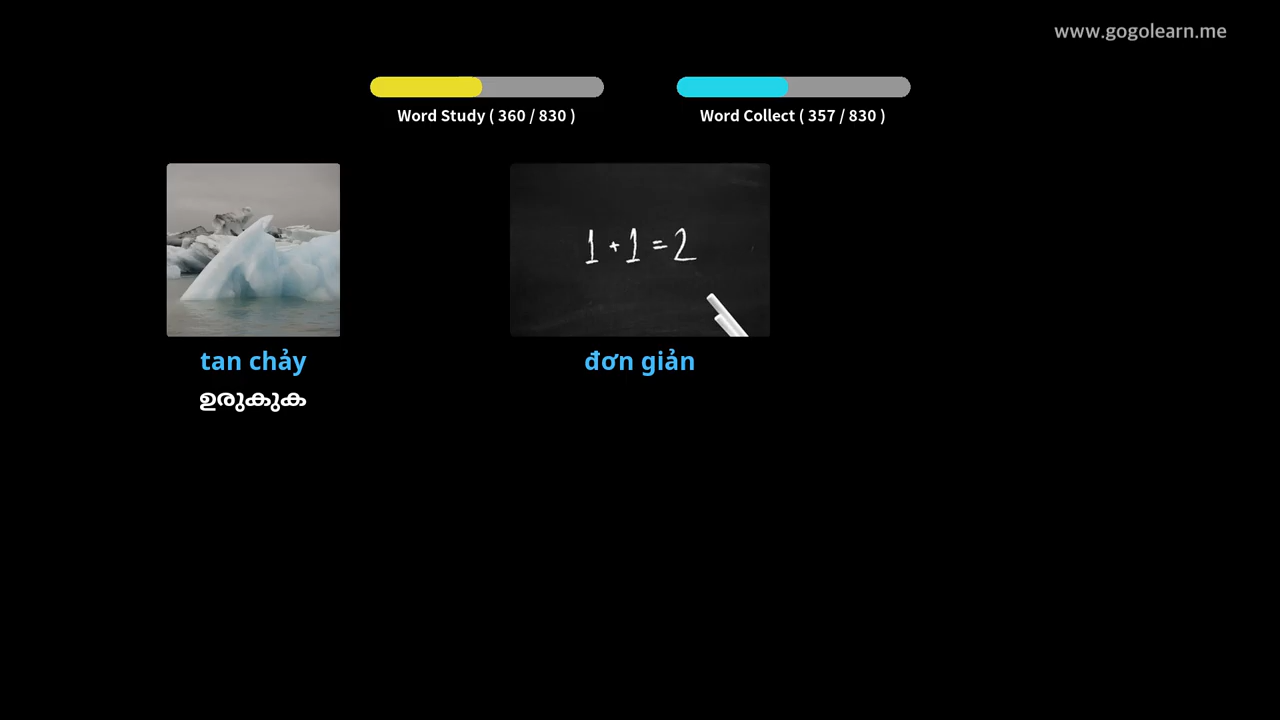 www.gogolearn.me
Word Study ( 360 / 830 )
Word Collect ( 357 / 830 )
1 + 1 = 2
tan chảy
đơn giản
ഉരുകുക